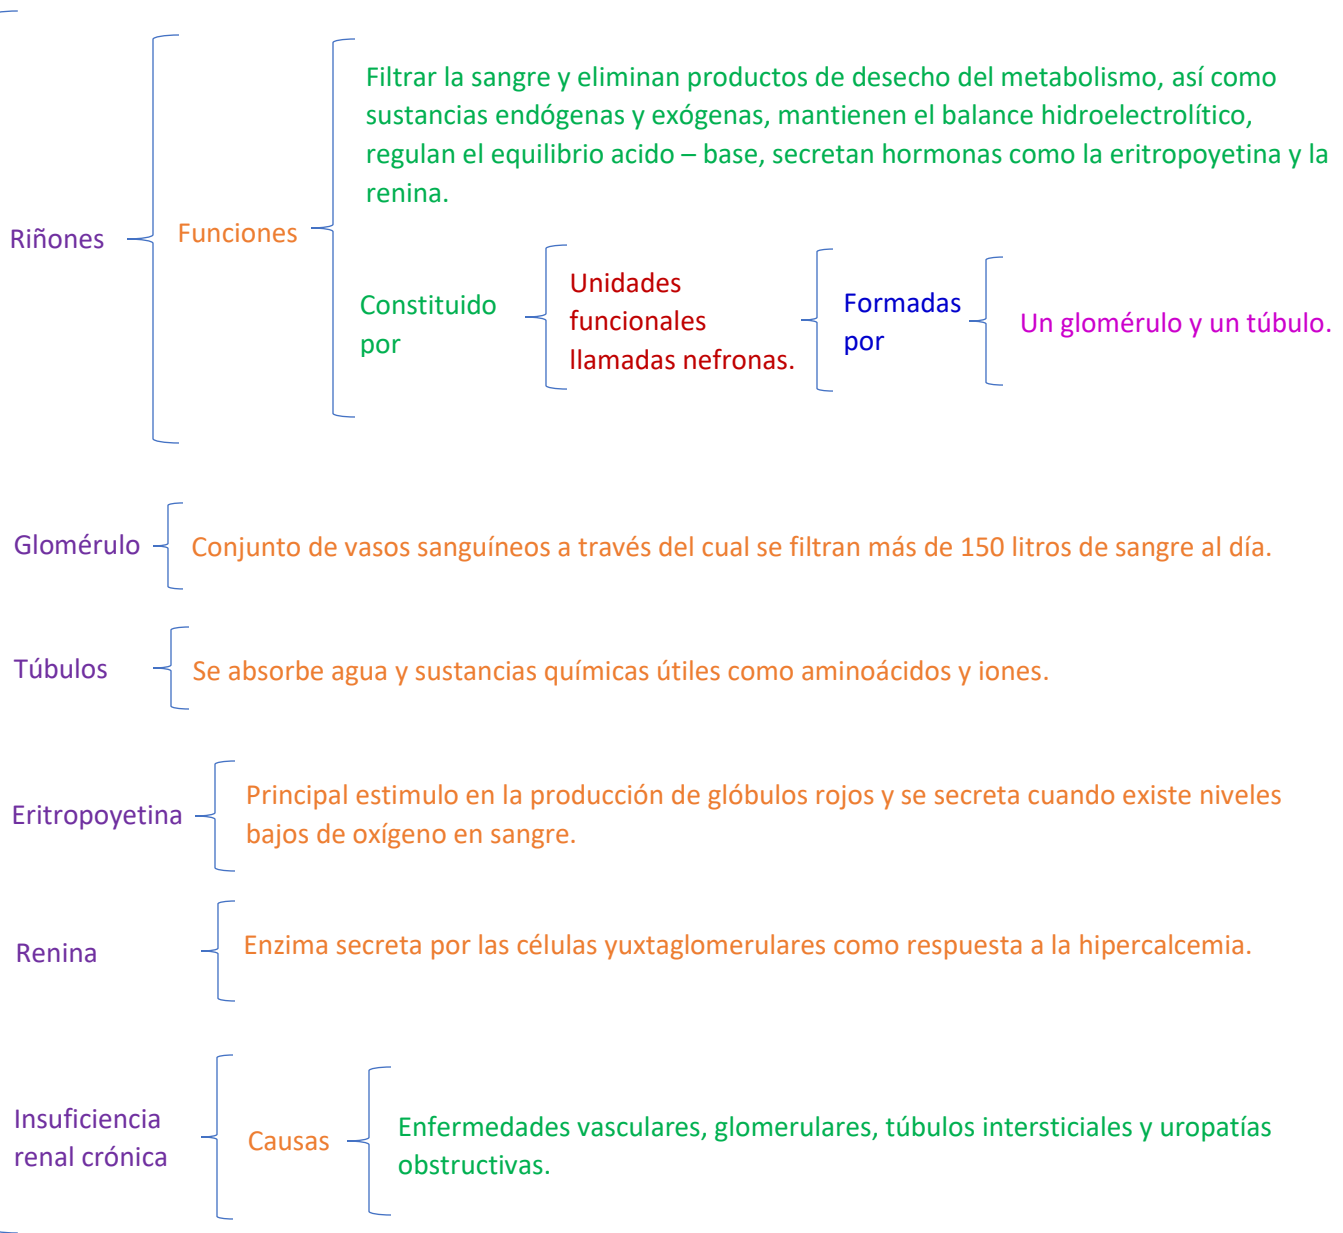 Riñones
Funciones
Filtrar la sangre y eliminan productos de desecho del metabolismo, así como
sustancias endógenas y exógenas, mantienen el balance hidroelectrolítico,
regulan el equilibrio acido – base, secretan hormonas como la eritropoyetina y la
renina.
Constituido
por
Unidades
funcionales
llamadas nefronas.
Formadas
por
Un glomérulo y un túbulo.
Glomérulo
Conjunto de vasos sanguíneos a través del cual se filtran más de 150 litros de sangre al día.
Túbulos
Se absorbe agua y sustancias químicas útiles como aminoácidos y iones.
Eritropoyetina
Principal estimulo en la producción de glóbulos rojos y se secreta cuando existe niveles
bajos de oxígeno en sangre.
Renina
Enzima secreta por las células yuxtaglomerulares como respuesta a la hipercalcemia.
Insuficiencia
renal crónica
Causas
Enfermedades vasculares, glomerulares, túbulos intersticiales y uropatías
obstructivas.